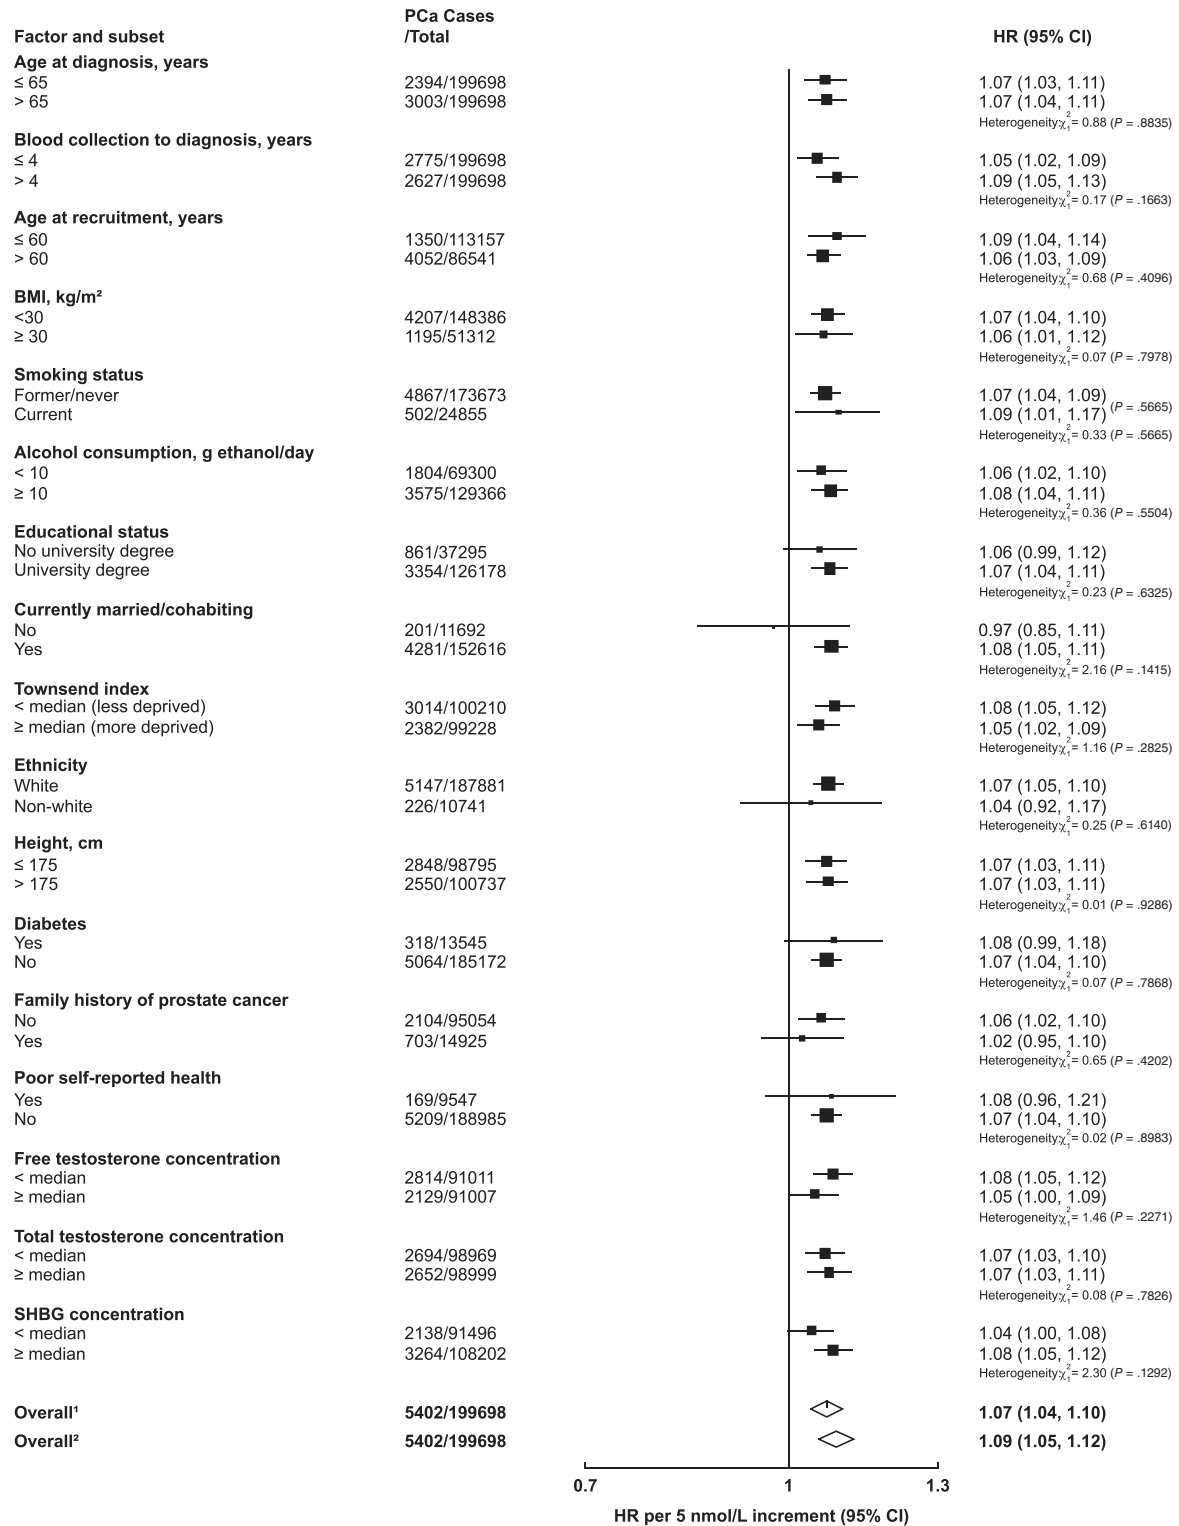 PCa Cases
Factor and subset /Total HR (95% CI)
Age at diagnosis, years
≤ 65 2394/199698 1.07 (1.03, 1.11)
> 65 3003/199698 1.07 (1.04, 1.11)
Heterogeneity:χ²₁= 0.88 (P = .8835)
Blood collection to diagnosis, years
≤ 4 2775/199698 1.05 (1.02, 1.09)
> 4 2627/199698 1.09 (1.05, 1.13)
Heterogeneity:χ²₁= 0.17 (P = .1663)
Age at recruitment, years
≤ 60 1350/113157 1.09 (1.04, 1.14)
> 60 4052/86541 1.06 (1.03, 1.09)
Heterogeneity:χ²₁= 0.68 (P = .4096)
BMI, kg/m²
<30 4207/148386 1.07 (1.04, 1.10)
≥ 30 1195/51312 1.06 (1.01, 1.12)
Heterogeneity:χ²₁= 0.07 (P = .7978)
Smoking status
Former/never 4867/173673 1.07 (1.04, 1.09)
Current 502/24855 1.09 (1.01, 1.17) (P = .5665)
Heterogeneity:χ²₁= 0.33 (P = .5665)
Alcohol consumption, g ethanol/day
< 10 1804/69300 1.06 (1.02, 1.10)
≥ 10 3575/129366 1.08 (1.04, 1.11)
Heterogeneity:χ²₁= 0.36 (P = .5504)
Educational status
No university degree 861/37295 1.06 (0.99, 1.12)
University degree 3354/126178 1.07 (1.04, 1.11)
Heterogeneity:χ²₁= 0.23 (P = .6325)
Currently married/cohabiting
No 201/11692 0.97 (0.85, 1.11)
Yes 4281/152616 1.08 (1.05, 1.11)
Heterogeneity:χ²₁= 2.16 (P = .1415)
Townsend index
< median (less deprived) 3014/100210 1.08 (1.05, 1.12)
≥ median (more deprived) 2382/99228 1.05 (1.02, 1.09)
Heterogeneity:χ²₁= 1.16 (P = .2825)
Ethnicity
White 5147/187881 1.07 (1.05, 1.10)
Non-white 226/10741 1.04 (0.92, 1.17)
Heterogeneity:χ²₁= 0.25 (P = .6140)
Height, cm
≤ 175 2848/98795 1.07 (1.03, 1.11)
> 175 2550/100737 1.07 (1.03, 1.11)
Heterogeneity:χ²₁= 0.01 (P = .9286)
Diabetes
Yes 318/13545 1.08 (0.99, 1.18)
No 5064/185172 1.07 (1.04, 1.10)
Heterogeneity:χ²₁= 0.07 (P = .7868)
Family history of prostate cancer
No 2104/95054 1.06 (1.02, 1.10)
Yes 703/14925 1.02 (0.95, 1.10)
Heterogeneity:χ²₁= 0.65 (P = .4202)
Poor self-reported health
Yes 169/9547 1.08 (0.96, 1.21)
No 5209/188985 1.07 (1.04, 1.10)
Heterogeneity:χ²₁= 0.02 (P = .8983)
Free testosterone concentration
< median 2814/91011 1.08 (1.05, 1.12)
≥ median 2129/91007 1.05 (1.00, 1.09)
Heterogeneity:χ²₁= 1.46 (P = .2271)
Total testosterone concentration
< median 2694/98969 1.07 (1.03, 1.10)
≥ median 2652/98999 1.07 (1.03, 1.11)
Heterogeneity:χ²₁= 0.08 (P = .7826)
SHBG concentration
< median 2138/91496 1.04 (1.00, 1.08)
≥ median 3264/108202 1.08 (1.05, 1.12)
Heterogeneity:χ²₁= 2.30 (P = .1292)
Overall¹ 5402/199698 1.07 (1.04, 1.10)
Overall² 5402/199698 1.09 (1.05, 1.12)
0.7 1 1.3
HR per 5 nmol/L increment (95% CI)